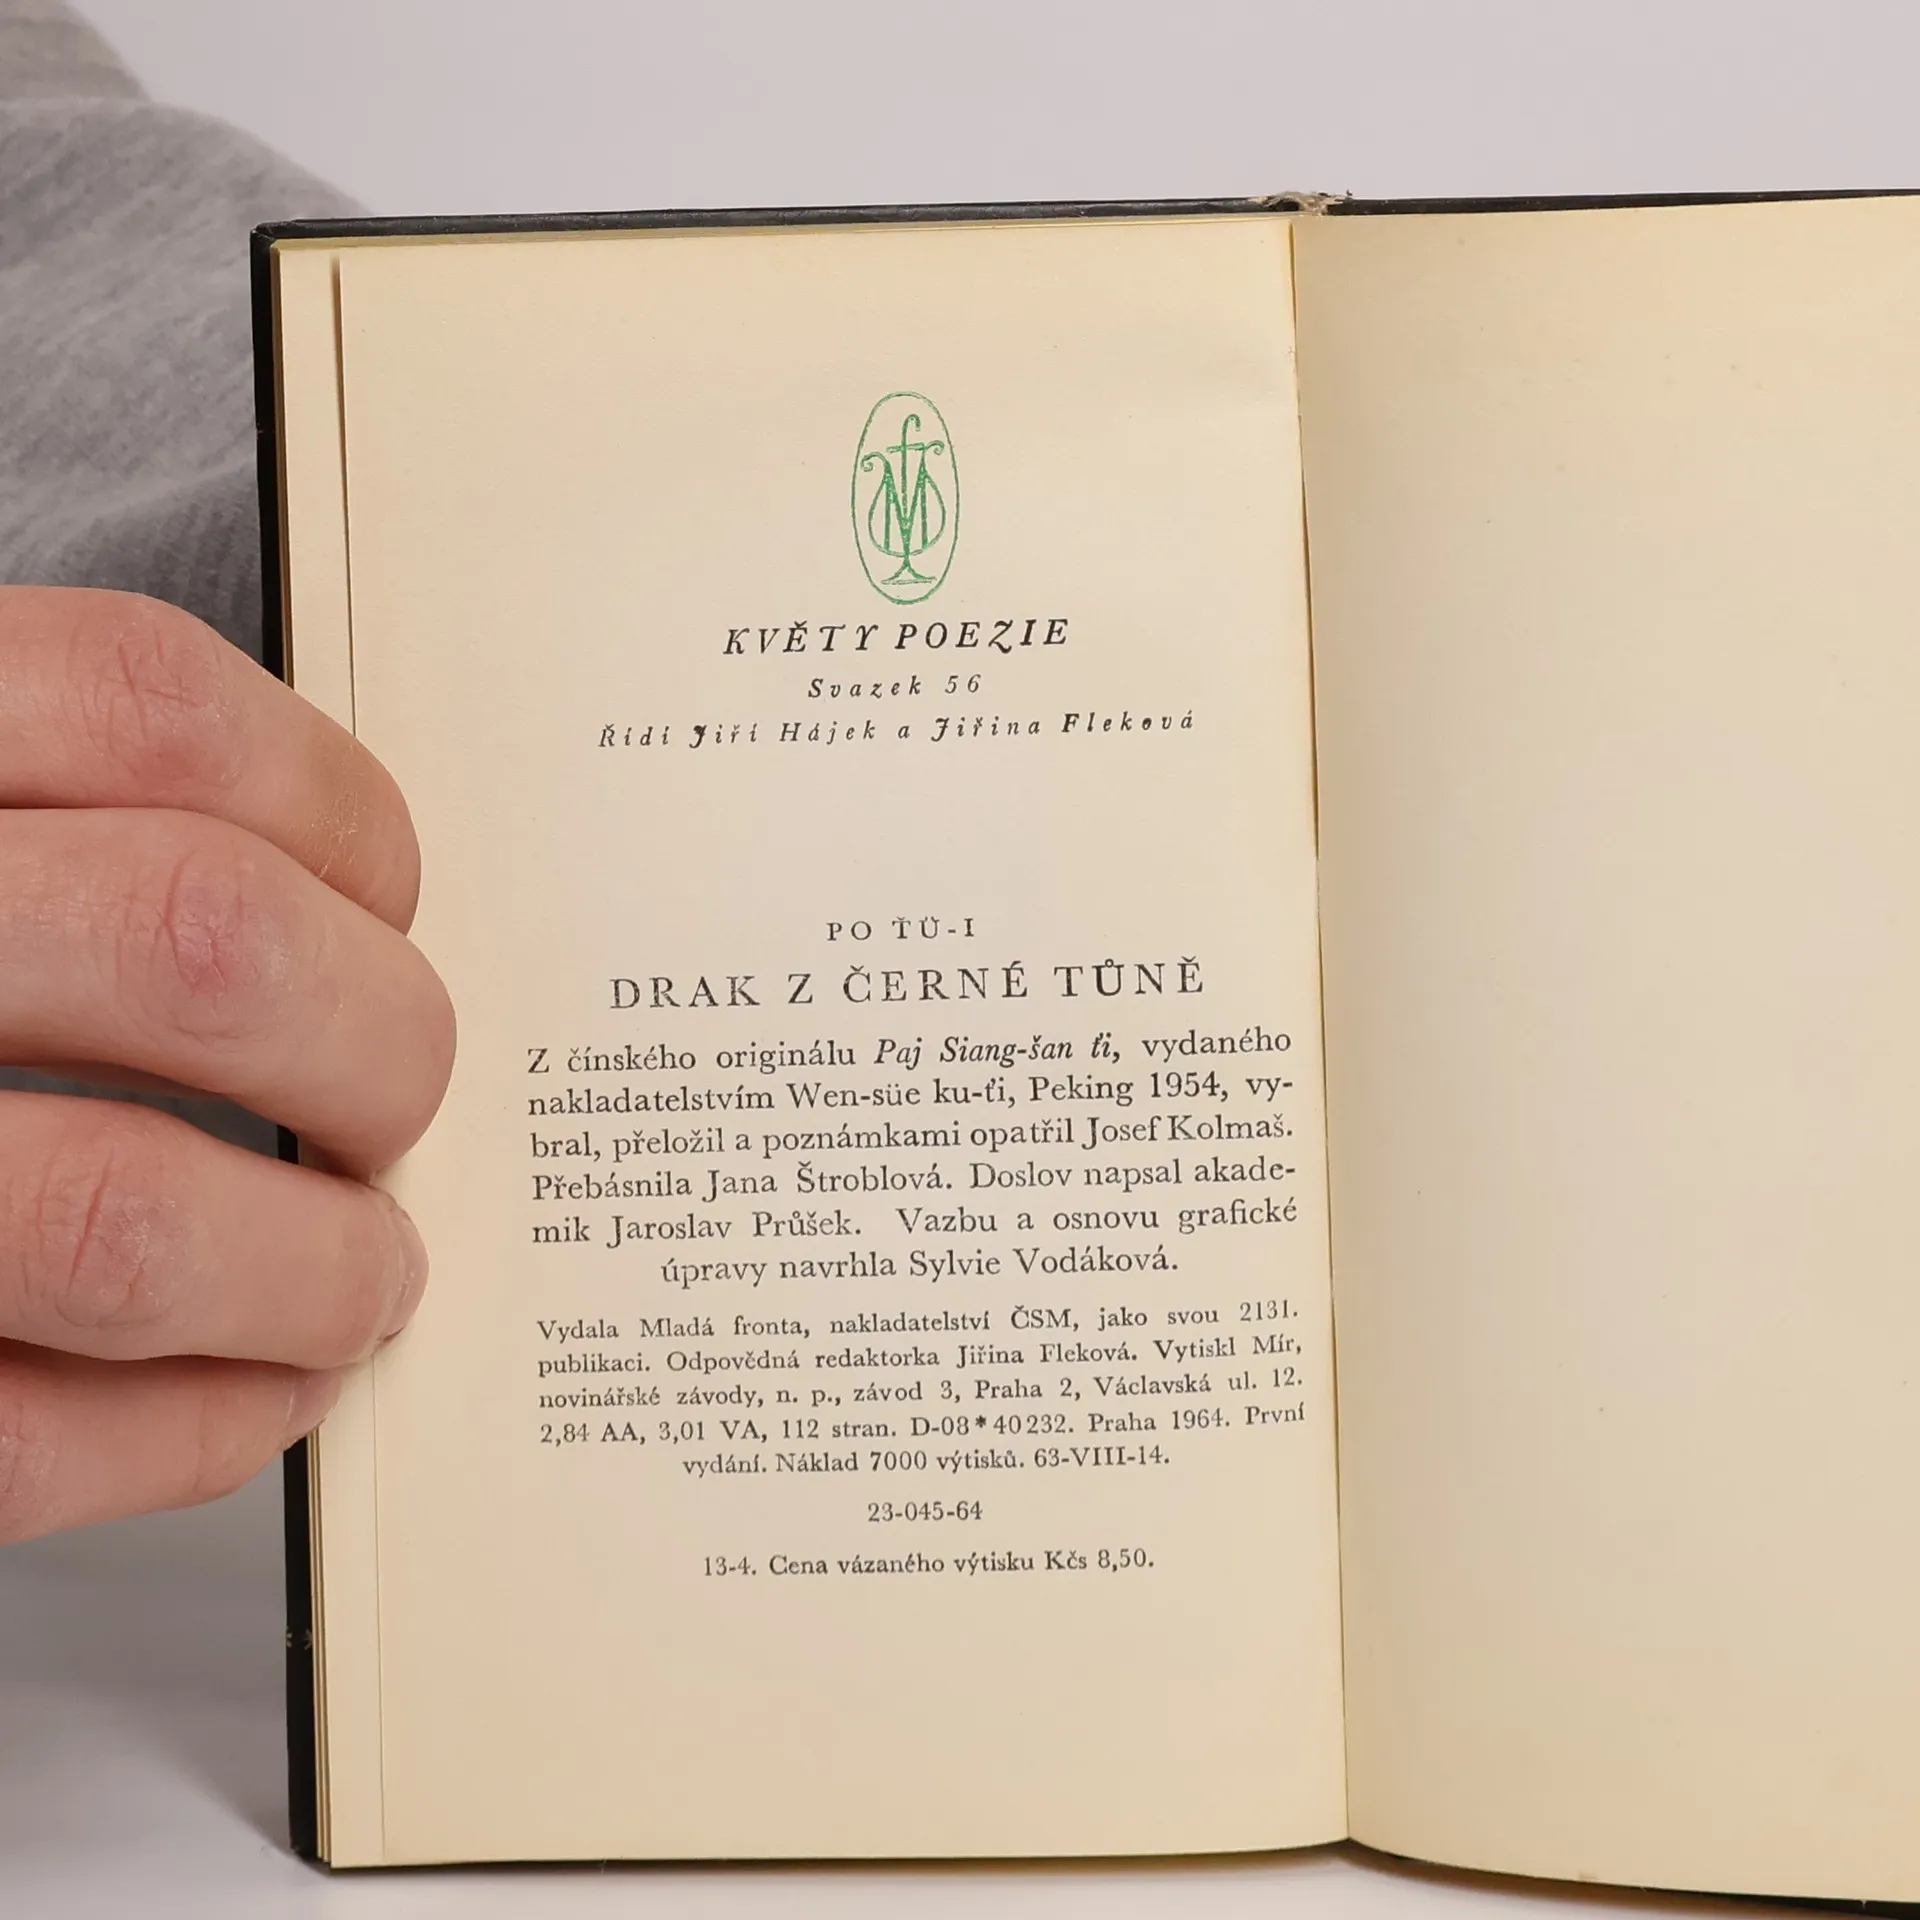 fM
KVĚTY POEZIE
Svazek 56
Řídí Jiří Hájek a Jiřina Fleková
PO ŤÜ-I
DRAK Z ČERNÉ TŮNĚ
Z čínského originálu Paj Siang-šan ťi, vydaného
nakladatelstvím Wen-süe ku-ťi, Peking 1954, vy-
bral, přeložil a poznámkami opatřil Josef Kolmaš.
Přebásnila Jana Štroblová. Doslov napsal akade-
mik Jaroslav Průšek. Vazbu a osnovu grafické
úpravy navrhla Sylvie Vodáková.
Vydala Mladá fronta, nakladatelství ČSM, jako svou 2131.
publikaci. Odpovědná redaktorka Jiřina Fleková. Vytiskl Mír,
novinářské závody, n. p., závod 3, Praha 2, Václavská ul. 12.
2,84 AA, 3,01 VA, 112 stran. D-08*40232. Praha 1964. První
vydání. Náklad 7000 výtisků. 63-VIII-14.
23-045-64
13-4. Cena vázaného výtisku Kčs 8,50.